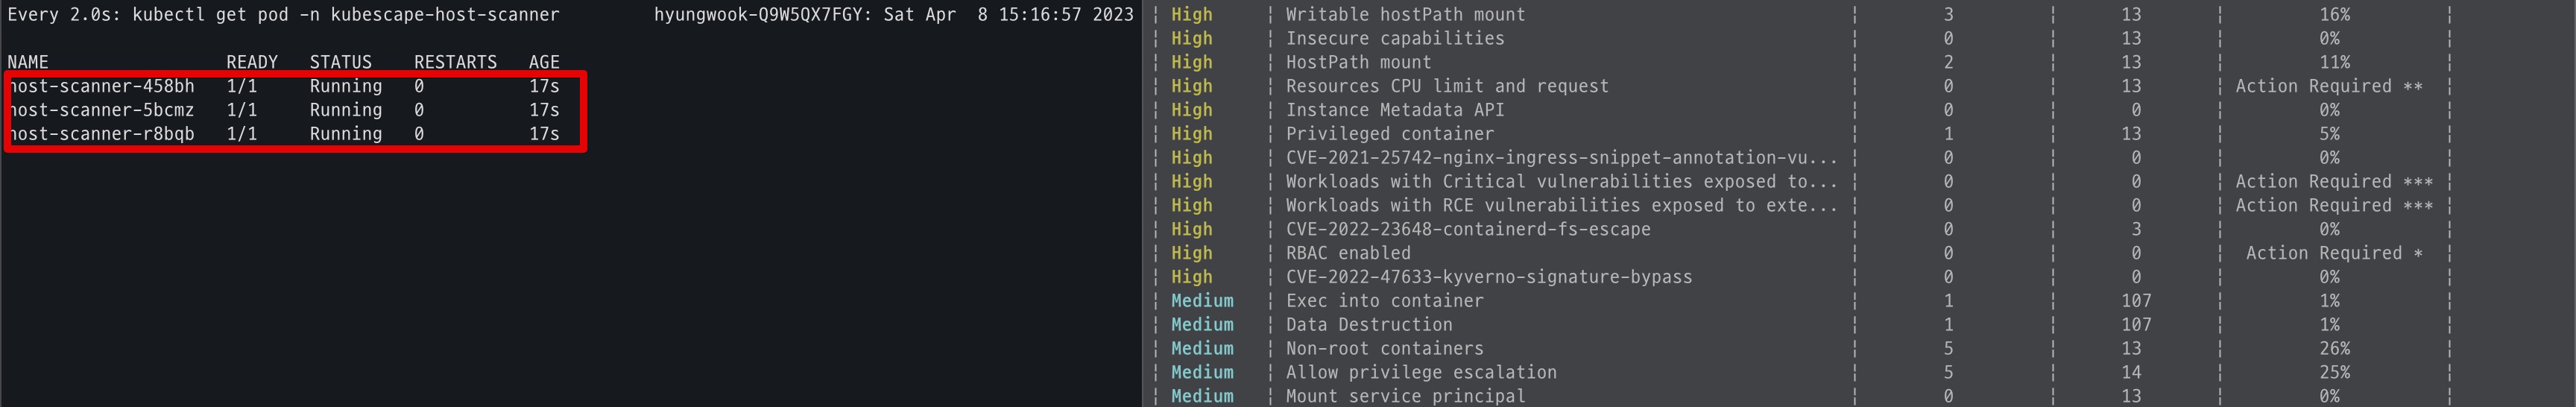 Every 2.0s: kubectl get pod -n kubescape-host-scanner hyungwook-Q9W5QX7FGY: Sat Apr 8 15:16:57 2023
NAME READY STATUS RESTARTS AGE
host-scanner-458bh 1/1 Running 0 17s
host-scanner-5bcmz 1/1 Running 0 17s
host-scanner-r8bqb 1/1 Running 0 17s
¦ High ¦ Writable hostPath mount ¦ 3 ¦ 13 ¦ 16% ¦
¦ High ¦ Insecure capabilities ¦ 0 ¦ 13 ¦ 0% ¦
¦ High ¦ HostPath mount ¦ 2 ¦ 13 ¦ 11% ¦
¦ High ¦ Resources CPU limit and request ¦ 0 ¦ 13 ¦ Action Required ** ¦
¦ High ¦ Instance Metadata API ¦ 0 ¦ 0 ¦ 0% ¦
¦ High ¦ Privileged container ¦ 1 ¦ 13 ¦ 5% ¦
¦ High ¦ CVE-2021-25742-nginx-ingress-snippet-annotation-vu... ¦ 0 ¦ 0 ¦ 0% ¦
¦ High ¦ Workloads with Critical vulnerabilities exposed to... ¦ 0 ¦ 0 ¦ Action Required *** ¦
¦ High ¦ Workloads with RCE vulnerabilities exposed to exte... ¦ 0 ¦ 0 ¦ Action Required *** ¦
¦ High ¦ CVE-2022-23648-containerd-fs-escape ¦ 0 ¦ 3 ¦ 0% ¦
¦ High ¦ RBAC enabled ¦ 0 ¦ 0 ¦ Action Required * ¦
¦ High ¦ CVE-2022-47633-kyverno-signature-bypass ¦ 0 ¦ 0 ¦ 0% ¦
¦ Medium ¦ Exec into container ¦ 1 ¦ 107 ¦ 1% ¦
¦ Medium ¦ Data Destruction ¦ 1 ¦ 107 ¦ 1% ¦
¦ Medium ¦ Non-root containers ¦ 5 ¦ 13 ¦ 26% ¦
¦ Medium ¦ Allow privilege escalation ¦ 5 ¦ 14 ¦ 25% ¦
¦ Medium ¦ Mount service principal ¦ 0 ¦ 13 ¦ 0% ¦